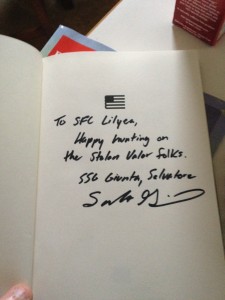 To SFC Lilyea,
Happy hunting on
the Stolen Valor folks.
SSG Giunta, Salvatore